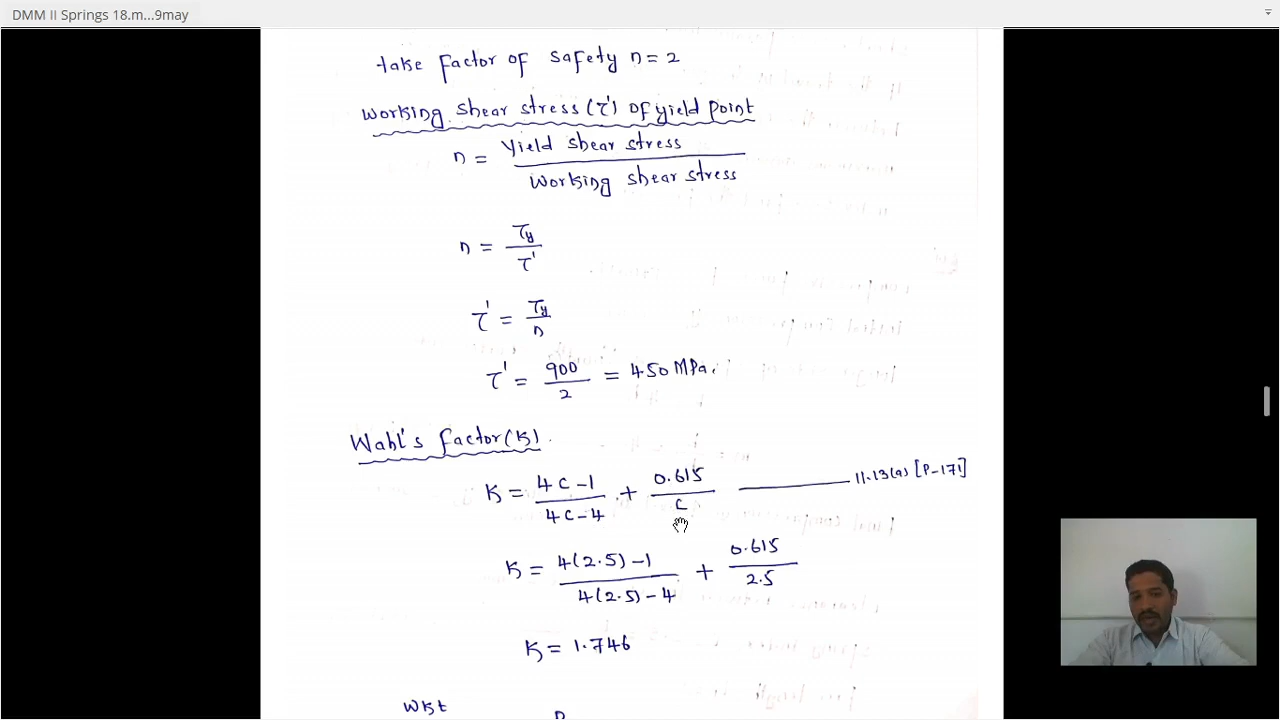 DMM II Springs 18.m...9may
take factor of safety n = 2
Working shear stress (τ') of yield point
n = Yield shear stress / Working shear stress
n = τy / τ'
τ' = τy / n
τ' = 900 / 2 = 450 MPa.
Wahl's factor (K).
K = 4C-1 / 4C-4 + 0.615 / C ——— 11.13(a) [P-171]
K = 4(2.5)-1 / 4(2.5)-4 + 0.615 / 2.5
K = 1.746
WKt
D